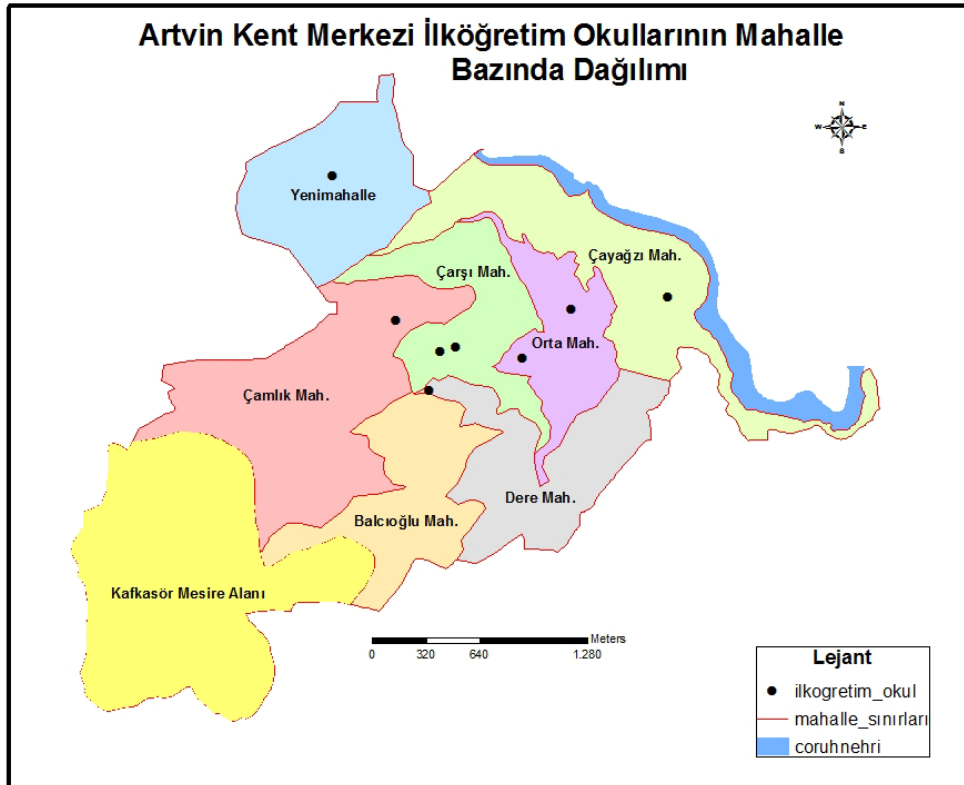 Artvin Kent Merkezi İlköğretim Okullarının Mahalle
Bazında Dağılımı
N
W
E
S
Yenimahalle
Çayağzı Mah.
Çarşı Mah.
Orta Mah.
Çamlık Mah.
Dere Mah.
Balcıoğlu Mah.
Kafkasör Mesire Alanı
Meters
0 320 640 1.280
Lejant
ilkogretim_okul
mahalle_sınırları
coruhnehri